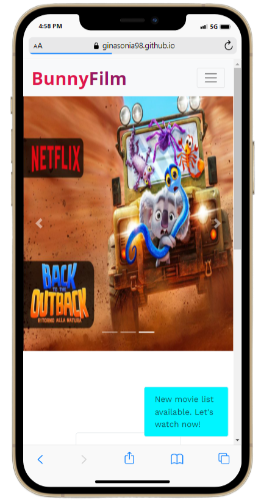 4:58 PM
5G
AA
ginasonia98.github.io
BunnyFilm
NETFLIX
BACK
TO THE
OUTBACK
RITORNO ALLA NATURA
New movie list
available. Let's
watch now!